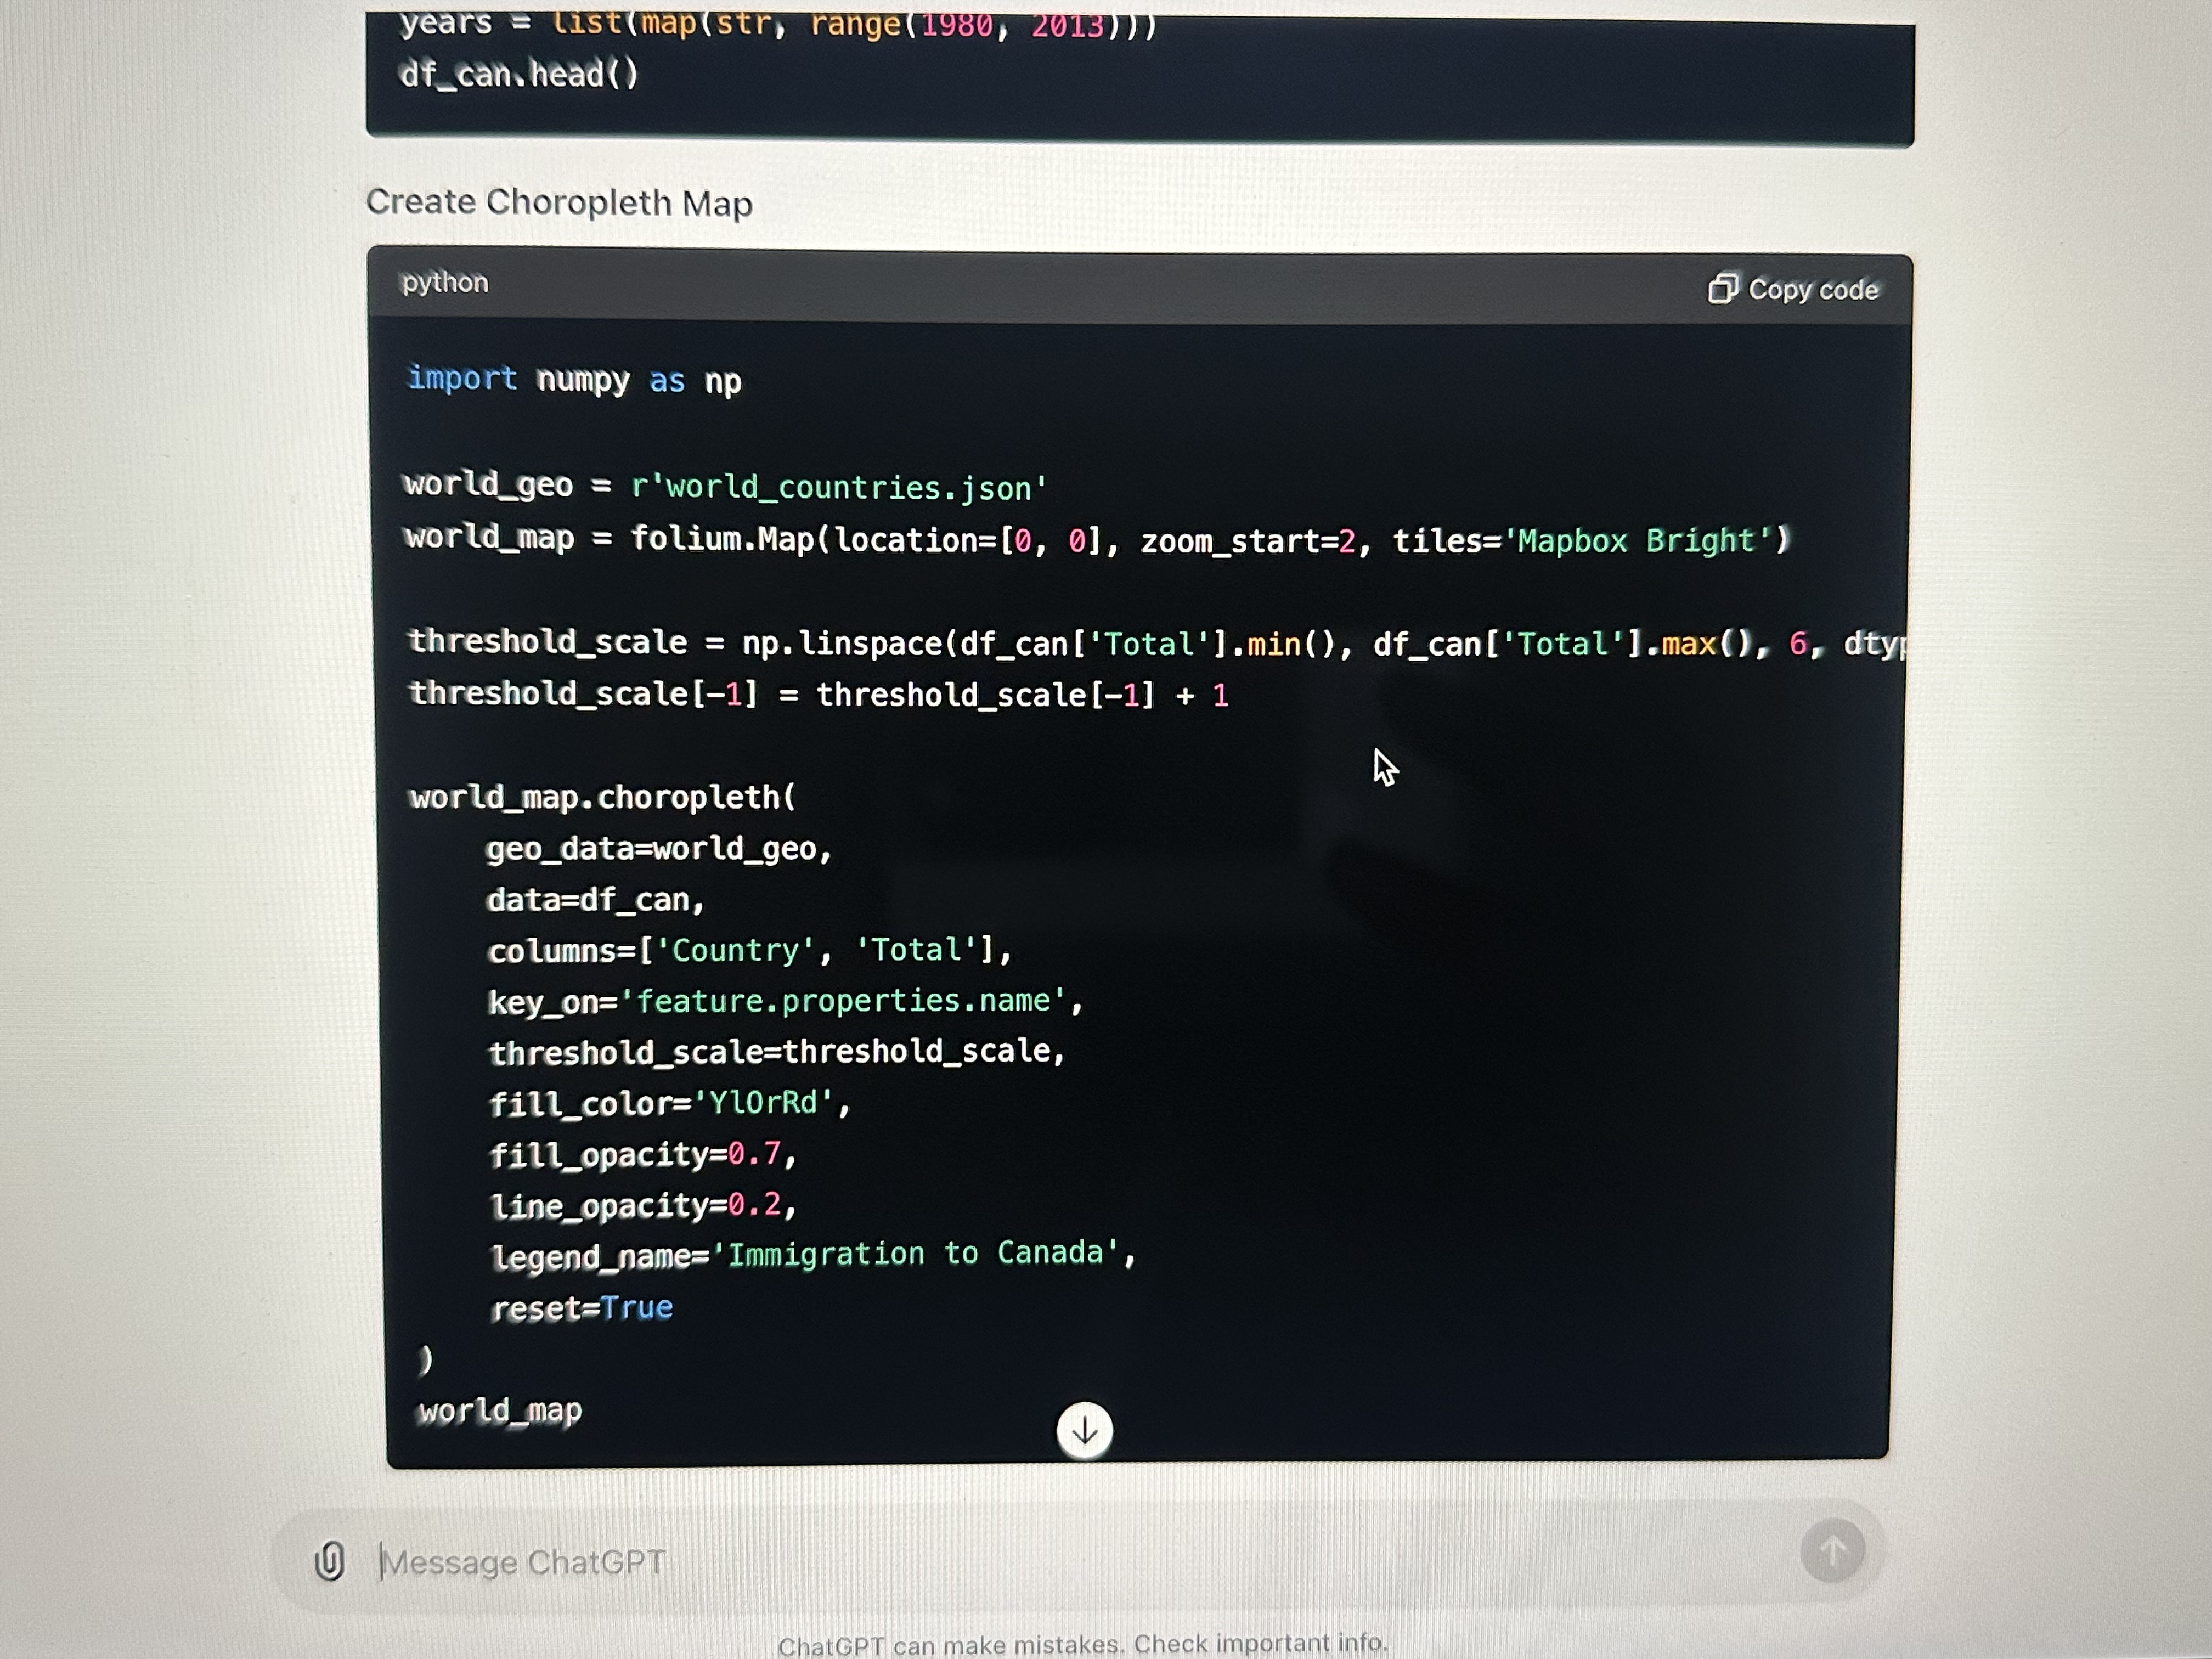 years = list(map(str, range(1980, 2013)))
df_can.head()
Create Choropleth Map
python
Copy code
import numpy as np
world_geo = r'world_countries.json'
world_map = folium.Map(location=[0, 0], zoom_start=2, tiles='Mapbox Bright')
threshold_scale = np.linspace(df_can['Total'].min(), df_can['Total'].max(), 6, dtyp
threshold_scale[-1] = threshold_scale[-1] + 1
world_map.choropleth(
    geo_data=world_geo,
    data=df_can,
    columns=['Country', 'Total'],
    key_on='feature.properties.name',
    threshold_scale=threshold_scale,
    fill_color='YlOrRd',
    fill_opacity=0.7,
    line_opacity=0.2,
    legend_name='Immigration to Canada',
    reset=True
)
world_map
Message ChatGPT
ChatGPT can make mistakes. Check important info.